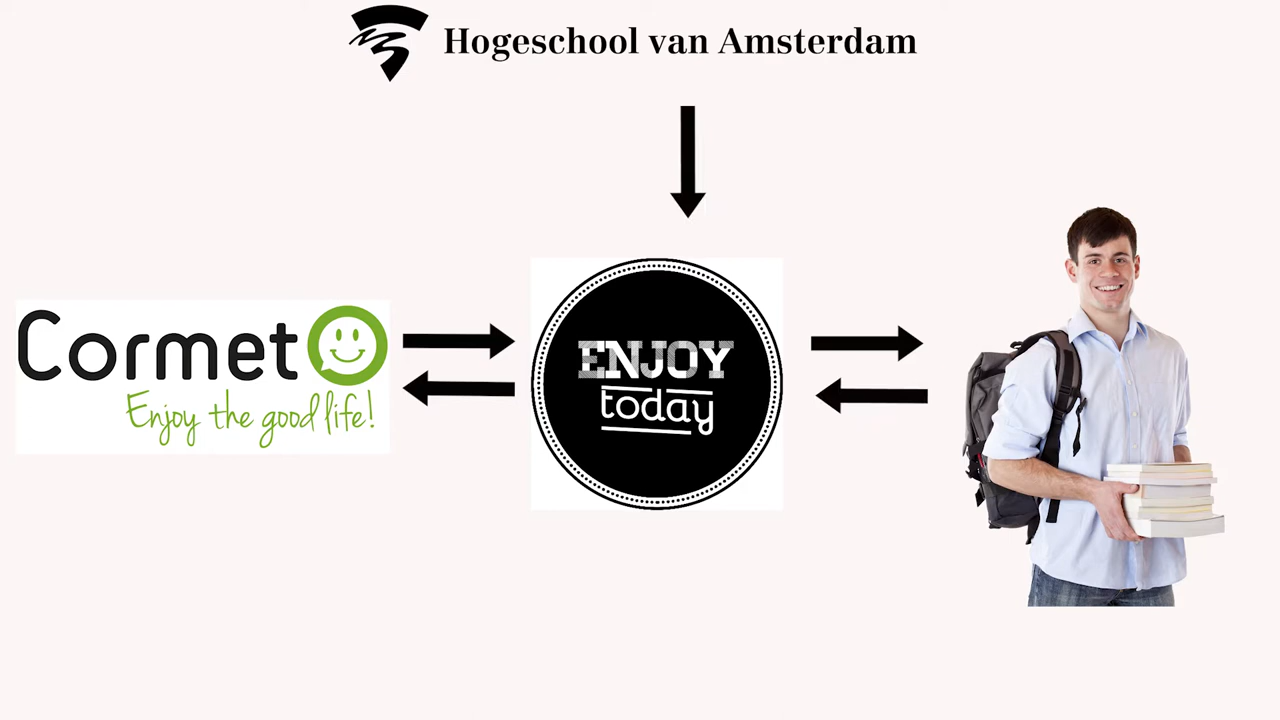 Hogeschool van Amsterdam
Cormet
Enjoy the good life!
ENJOY
today